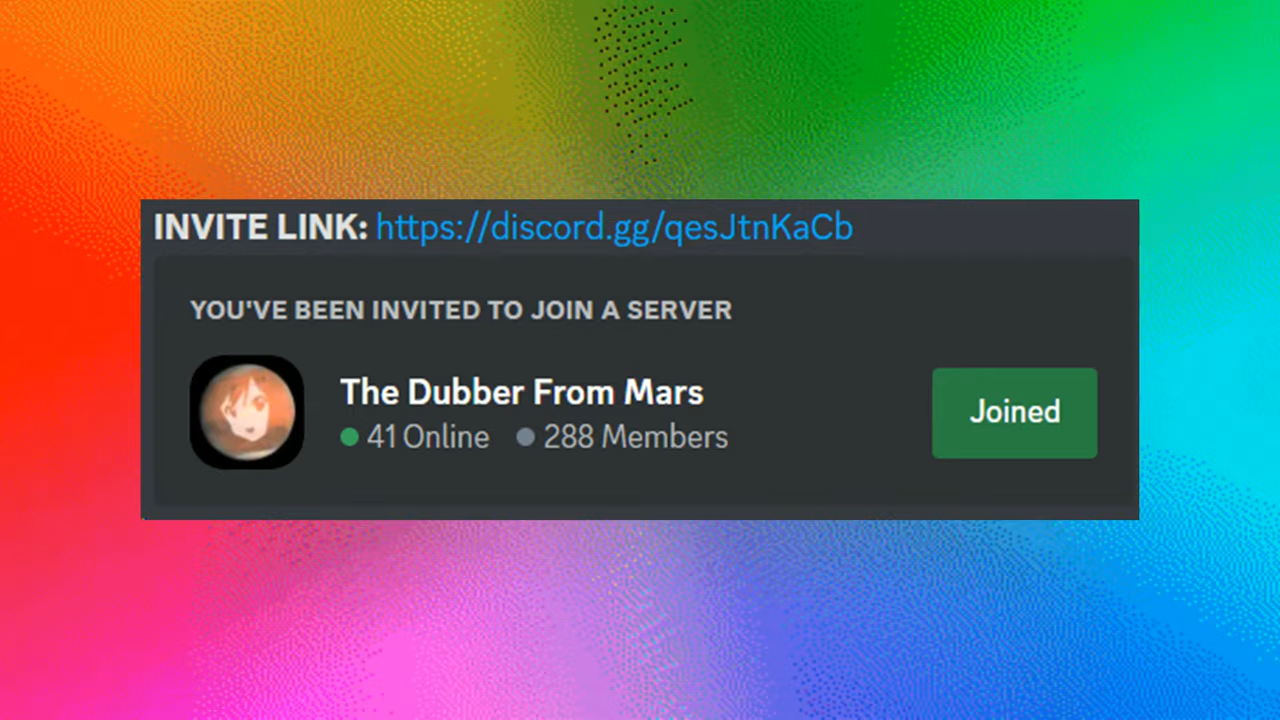 INVITE LINK: https://discord.gg/qesJtnKaCb
YOU'VE BEEN INVITED TO JOIN A SERVER
The Dubber From Mars
41 Online 288 Members
Joined